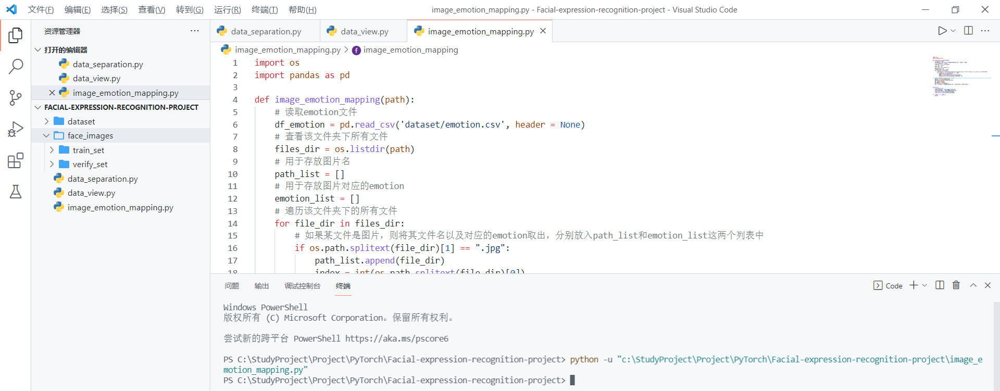 文件(F) 编辑(E) 选择(S) 查看(V) 转到(G) 运行(R) 终端(T) 帮助(H) image_emotion_mapping.py - Facial-expression-recognition-project - Visual Studio Code
资源管理器
打开的编辑器
data_separation.py
data_view.py
image_emotion_mapping.py
FACIAL-EXPRESSION-RECOGNITION-PROJECT
dataset
face_images
train_set
verify_set
data_separation.py
data_view.py
image_emotion_mapping.py
data_separation.py data_view.py image_emotion_mapping.py
image_emotion_mapping.py > image_emotion_mapping
1 import os
2 import pandas as pd
3
4 def image_emotion_mapping(path):
5 # 读取emotion文件
6 df_emotion = pd.read_csv('dataset/emotion.csv', header = None)
7 # 查看该文件夹下所有文件
8 files_dir = os.listdir(path)
9 # 用于存放图片名
10 path_list = []
11 # 用于存放图片对应的emotion
12 emotion_list = []
13 # 遍历该文件夹下的所有文件
14 for file_dir in files_dir:
15 # 如果某文件是图片，则将其文件名以及对应的emotion取出，分别放入path_list和emotion_list这两个列表中
16 if os.path.splitext(file_dir)[1] == ".jpg":
17 path_list.append(file_dir)
18 index = int(os.path.splitext(file_dir)[0])
问题 输出 调试控制台 终端 Code
Windows PowerShell
版权所有 (C) Microsoft Corporation。保留所有权利。
尝试新的跨平台 PowerShell https://aka.ms/pscore6
PS C:\StudyProject\Project\PyTorch\Facial-expression-recognition-project> python -u "c:\StudyProject\Project\PyTorch\Facial-expression-recognition-project\image_e
motion_mapping.py"
PS C:\StudyProject\Project\PyTorch\Facial-expression-recognition-project>